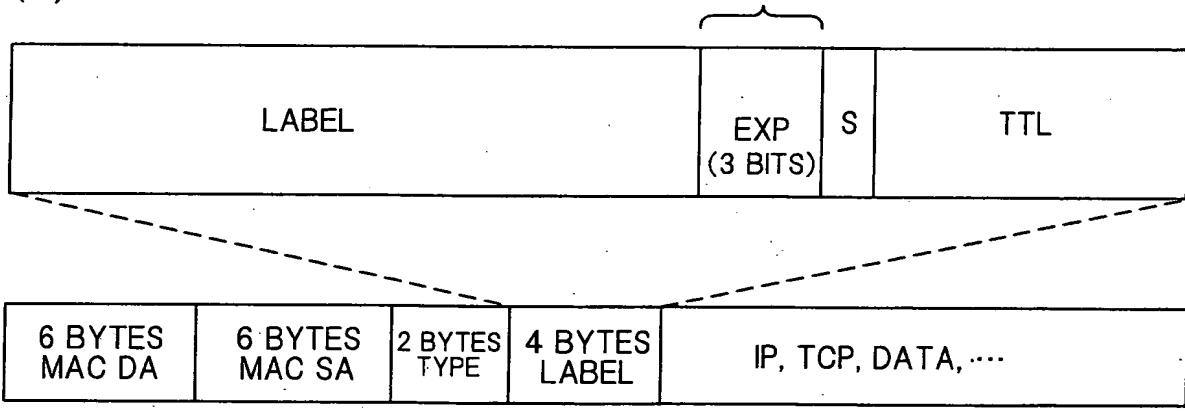 LABEL
EXP
(3 BITS)
S
TTL
6 BYTES
MAC DA
6 BYTES
MAC SA
2 BYTES
TYPE
4 BYTES
LABEL
IP, TCP, DATA, ....